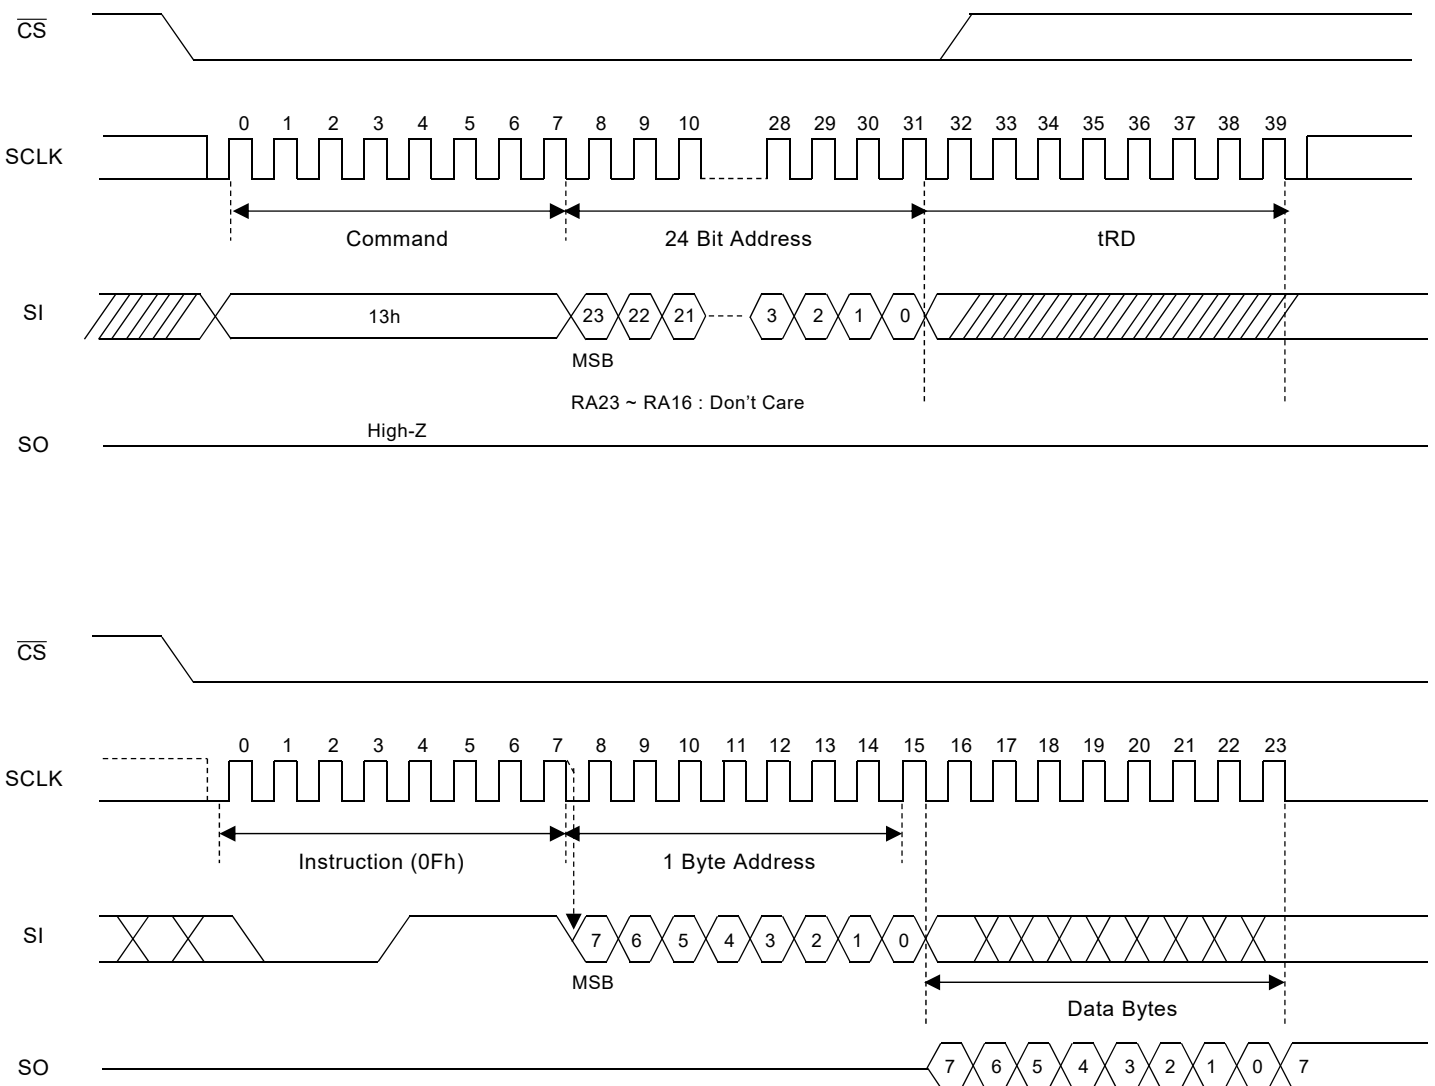 CS
0 1 2 3 4 5 6 7 8 9 10 28 29 30 31 32 33 34 35 36 37 38 39
SCLK
Command 24 Bit Address tRD
SI 13h 23 22 21 3 2 1 0
MSB
RA23 ~ RA16 : Don't Care
High-Z
SO
CS
0 1 2 3 4 5 6 7 8 9 10 11 12 13 14 15 16 17 18 19 20 21 22 23
SCLK
Instruction (0Fh) 1 Byte Address
SI 7 6 5 4 3 2 1 0
MSB
Data Bytes
SO 7 6 5 4 3 2 1 0 7